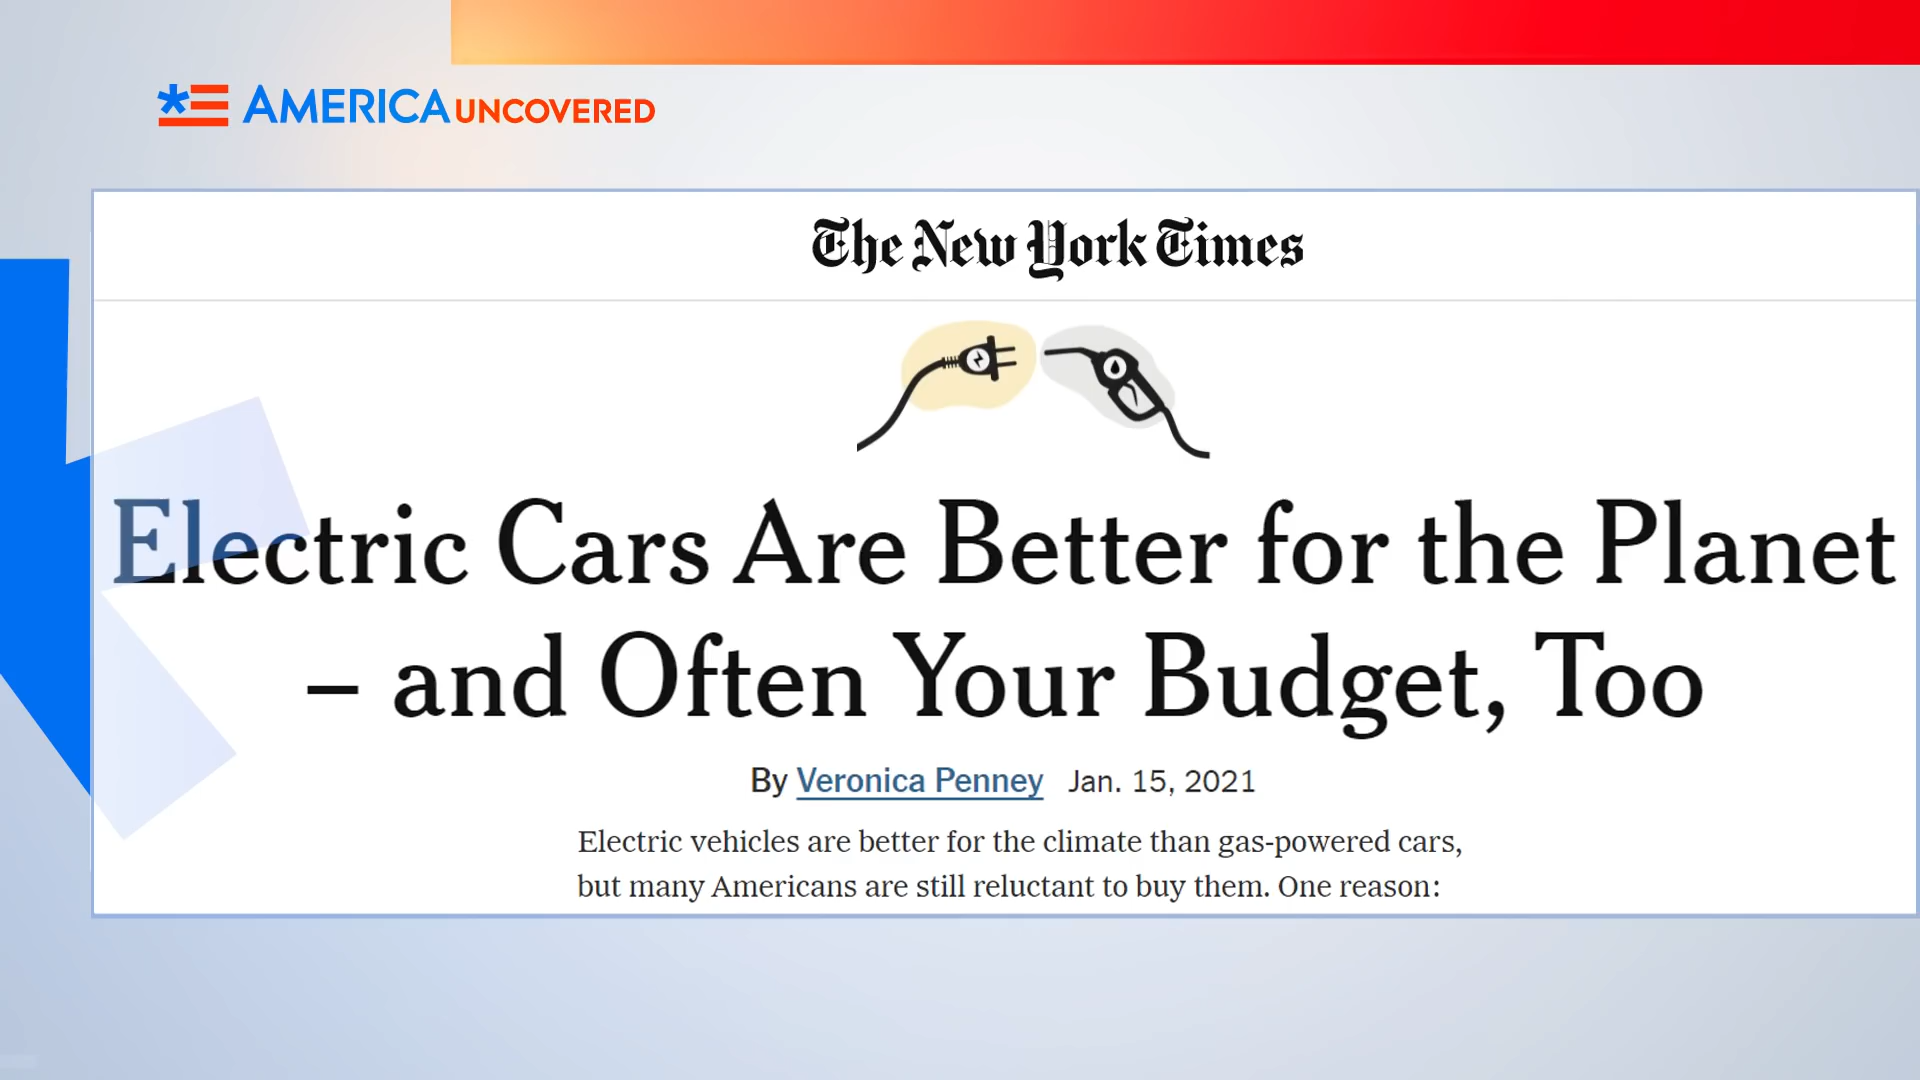 AMERICA UNCOVERED
The New York Times
Electric Cars Are Better for the Planet
– and Often Your Budget, Too
By Veronica Penney Jan. 15, 2021
Electric vehicles are better for the climate than gas-powered cars,
but many Americans are still reluctant to buy them. One reason: